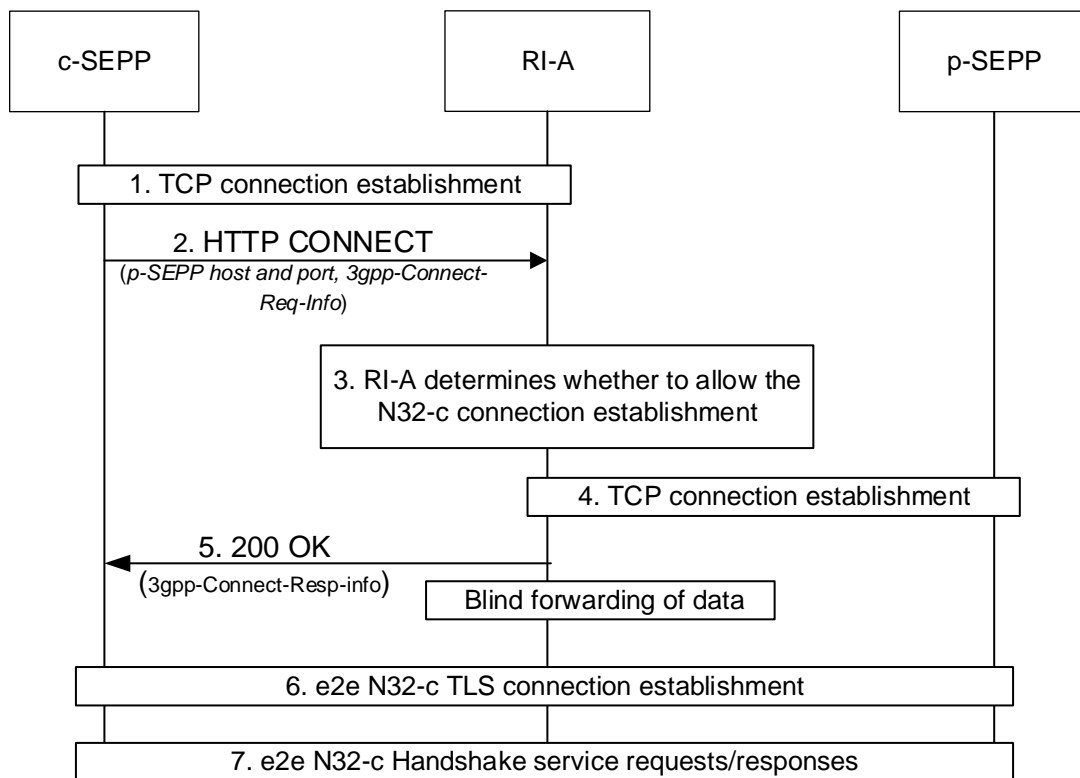 c-SEPP
RI-A
p-SEPP
1. TCP connection establishment
2. HTTP CONNECT
(p-SEPP host and port, 3gpp-Connect-
Req-Info)
3. RI-A determines whether to allow the
N32-c connection establishment
4. TCP connection establishment
5. 200 OK
(3gpp-Connect-Resp-info)
Blind forwarding of data
6. e2e N32-c TLS connection establishment
7. e2e N32-c Handshake service requests/responses